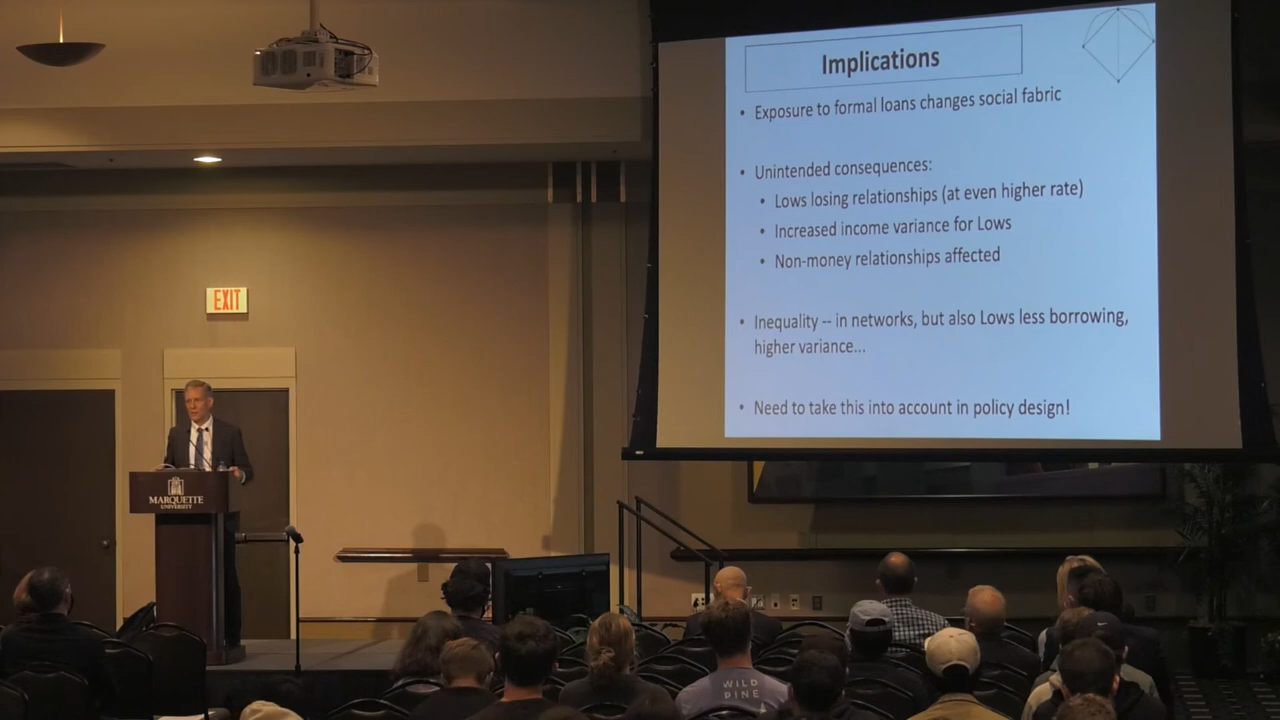 Implications
• Exposure to formal loans changes social fabric
• Unintended consequences:
• Lows losing relationships (at even higher rate)
• Increased income variance for Lows
• Non-money relationships affected
• Inequality -- in networks, but also Lows less borrowing,
higher variance...
• Need to take this into account in policy design!
EXIT
MARQUETTE
UNIVERSITY
WILD
PINE